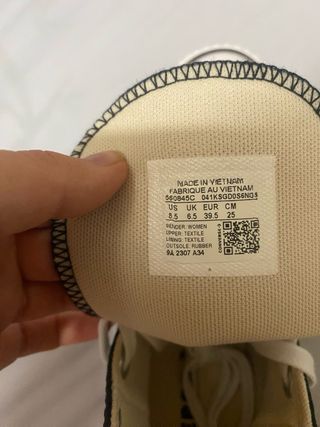 MADE IN VIETNAM
FABRIQUE AU VIETNAM
560845C 041KSGD0S6N03
US UK EUR CM
8.5 6.5 39.5 25
GENDER: WOMEN
UPPER: TEXTILE
LINING: TEXTILE
OUTSOLE: RUBBER
9A 2307 A34